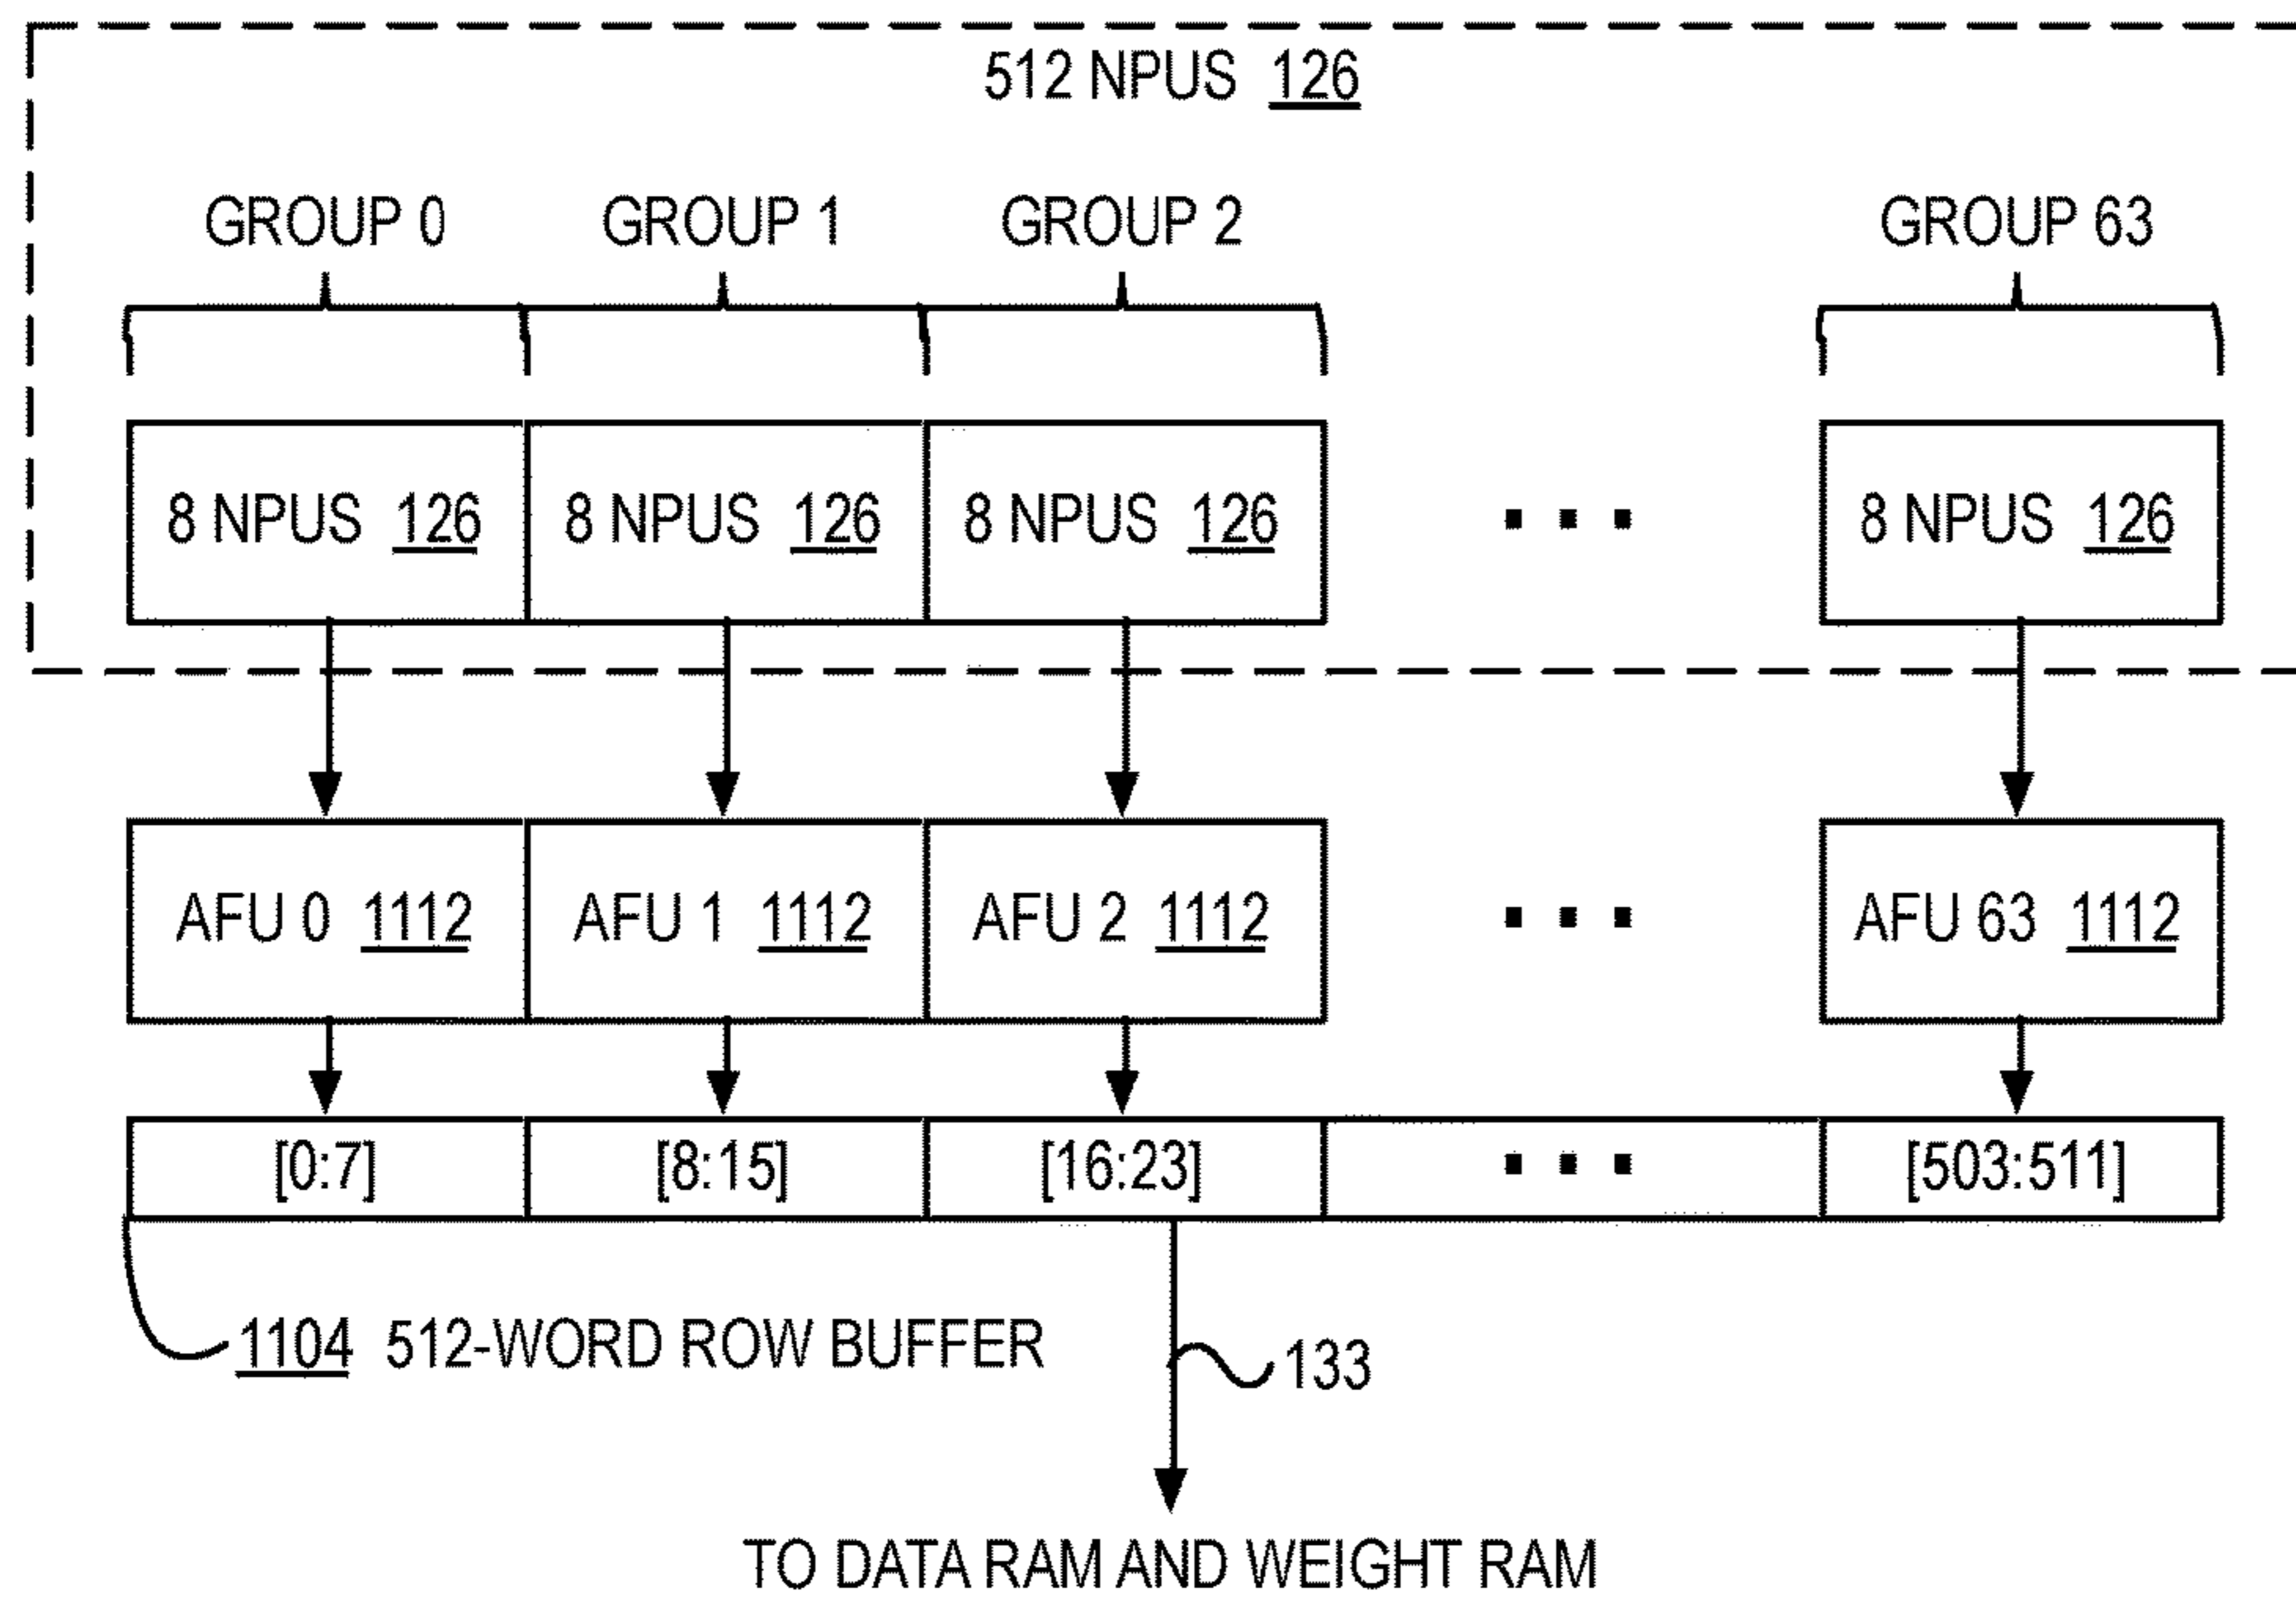 512 NPUS 126
GROUP 0 GROUP 1 GROUP 2 GROUP 63
8 NPUS 126 8 NPUS 126 8 NPUS 126 8 NPUS 126
AFU 0 1112 AFU 1 1112 AFU 2 1112 AFU 63 1112
[0:7] [8:15] [16:23] [503:511]
1104 512-WORD ROW BUFFER
133
TO DATA RAM AND WEIGHT RAM